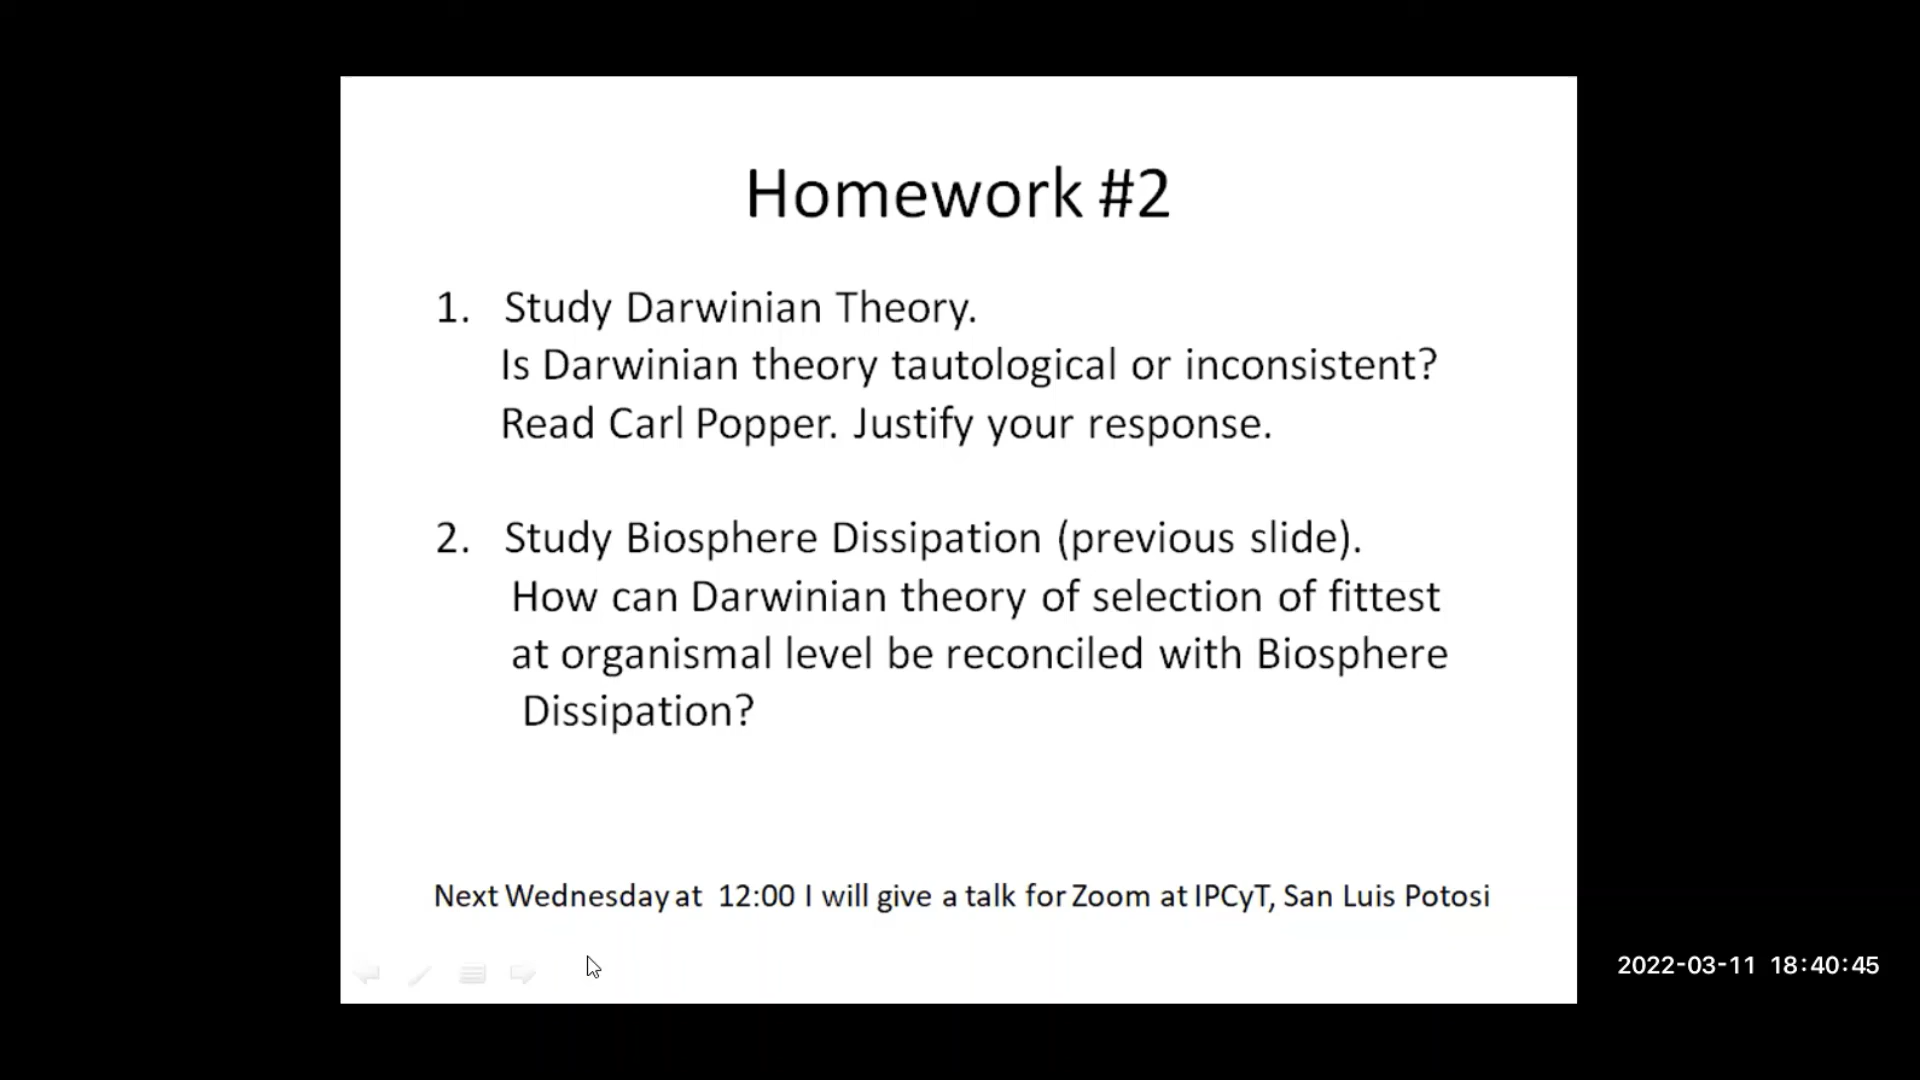 Homework #2
1. Study Darwinian Theory.
Is Darwinian theory tautological or inconsistent?
Read Carl Popper. Justify your response.
2. Study Biosphere Dissipation (previous slide).
How can Darwinian theory of selection of fittest
at organismal level be reconciled with Biosphere
Dissipation?
Next Wednesday at 12:00 I will give a talk for Zoom at IPCyT, San Luis Potosi
2022-03-11 18:40:45